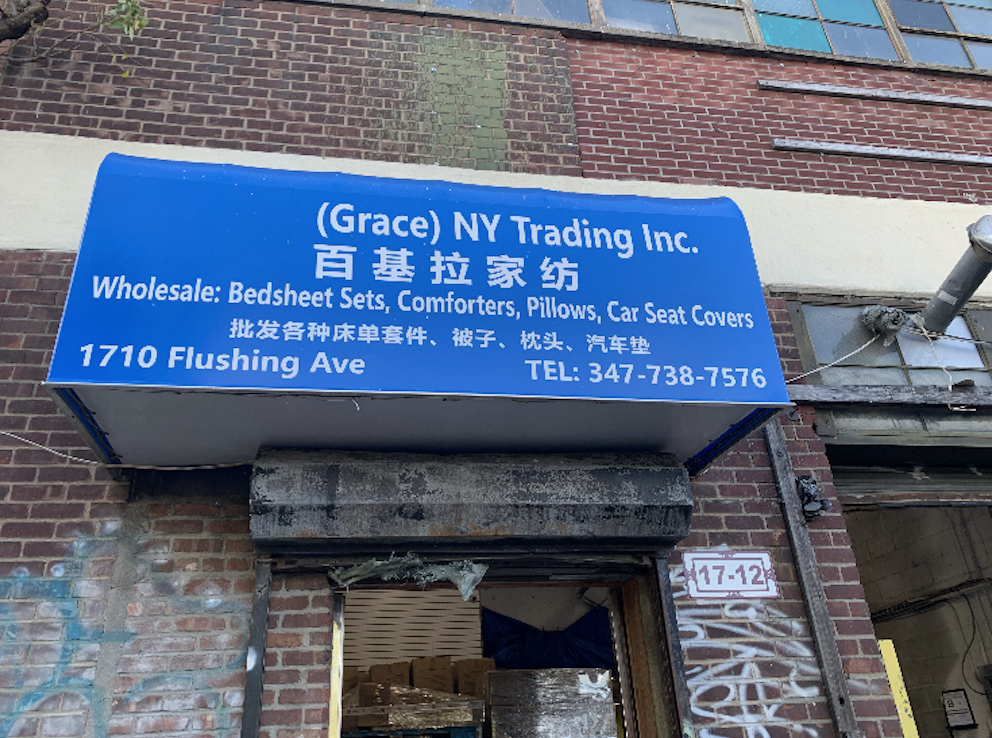 (Grace) NY Trading Inc.
百基拉家纺
Wholesale: Bedsheet Sets, Comforters, Pillows, Car Seat Covers
批发各种床单套件、被子、枕头、汽车垫
1710 Flushing Ave TEL: 347-738-7576
17-12